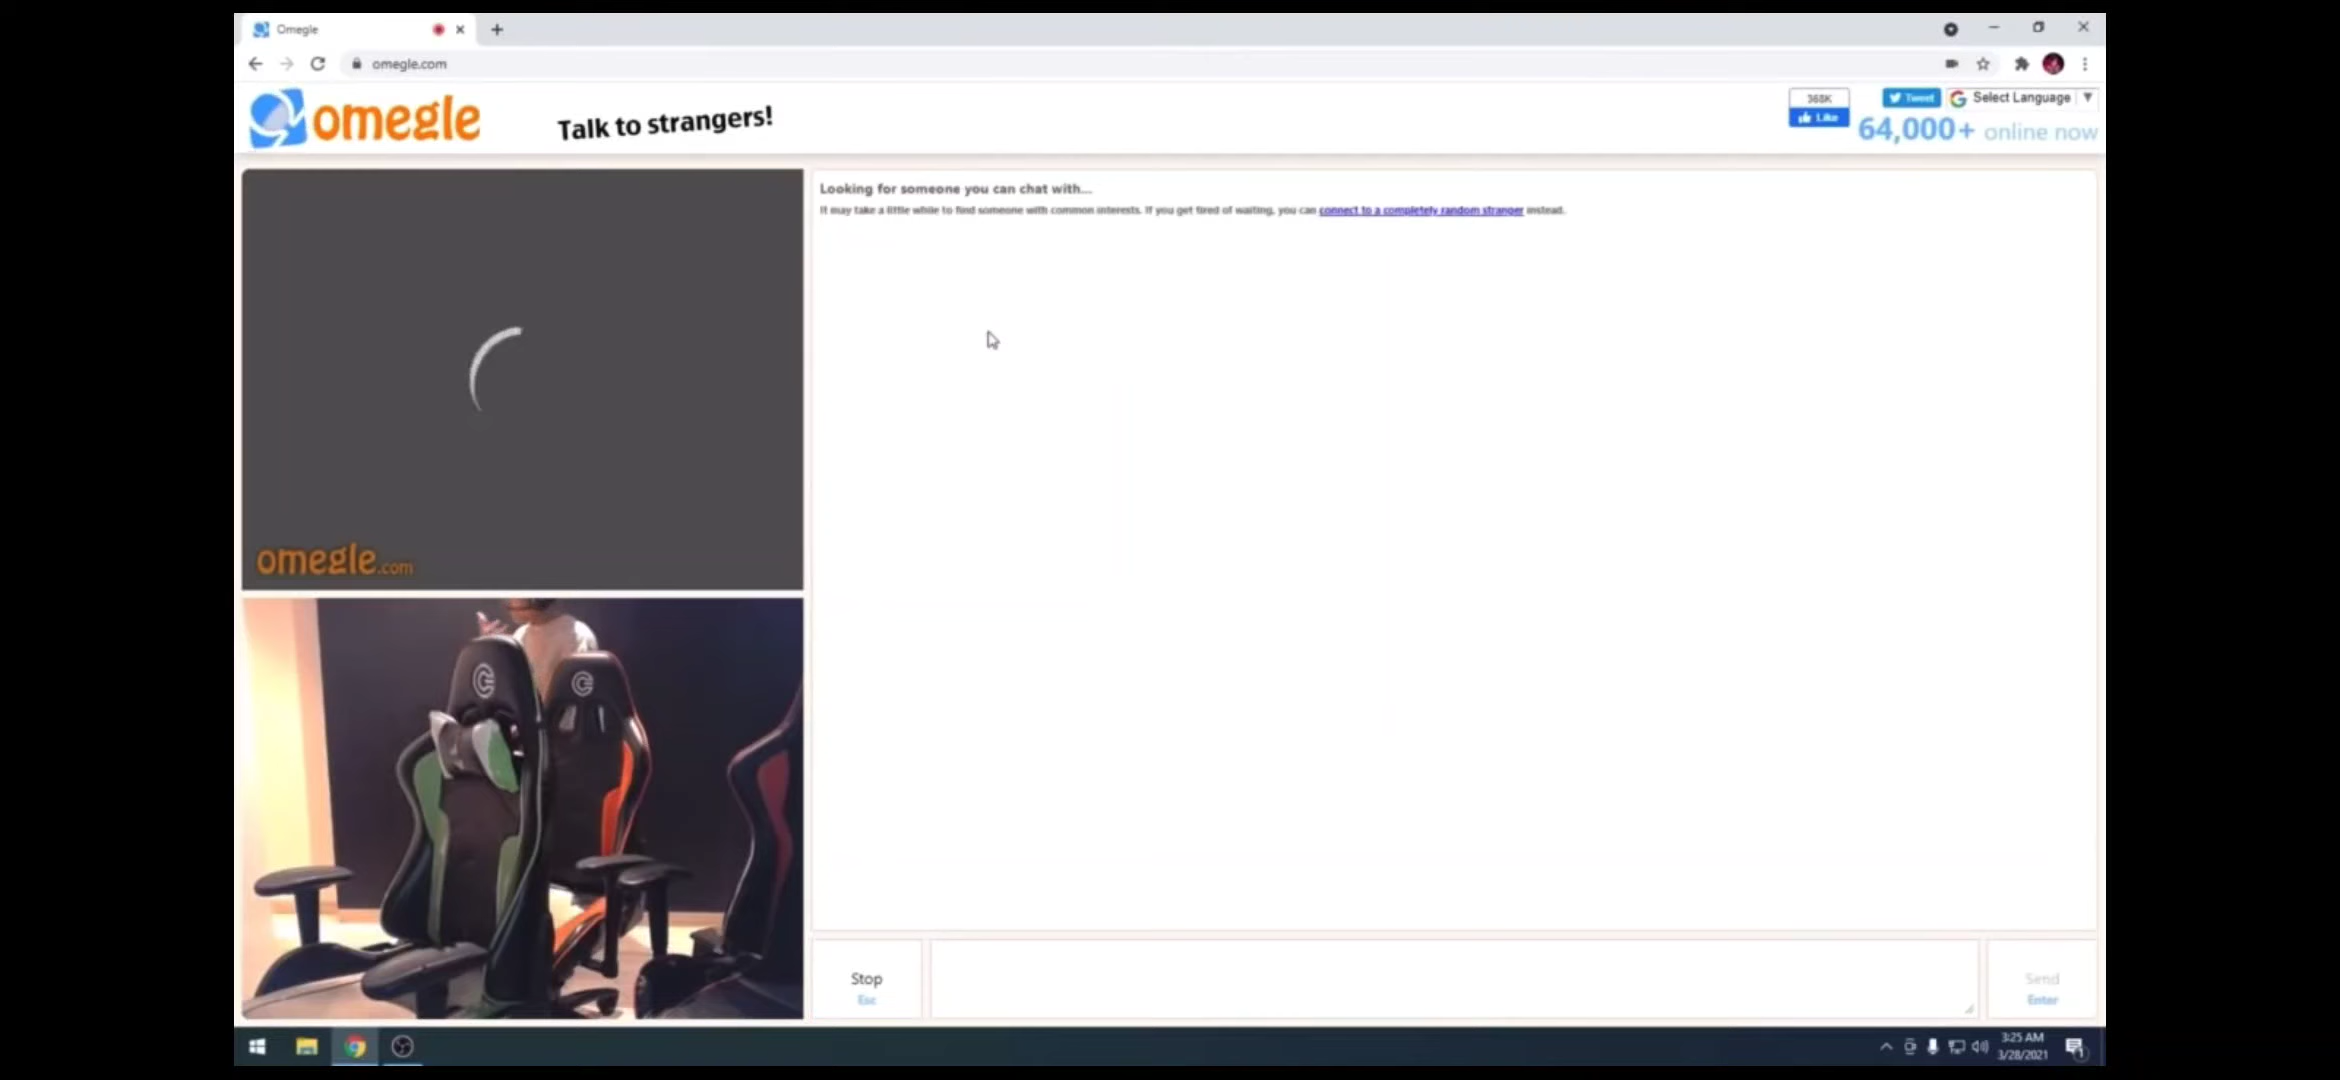 Omegle
omegle.com
omegle
Talk to strangers!
368K
Like
Tweet
Select Language
64,000+ online now
Looking for someone you can chat with...
It may take a little while to find someone with common interests. If you get tired of waiting, you can connect to a completely random stranger instead.
omegle.com
Stop
Esc
Send
Enter
3:25 AM
3/28/2021
1